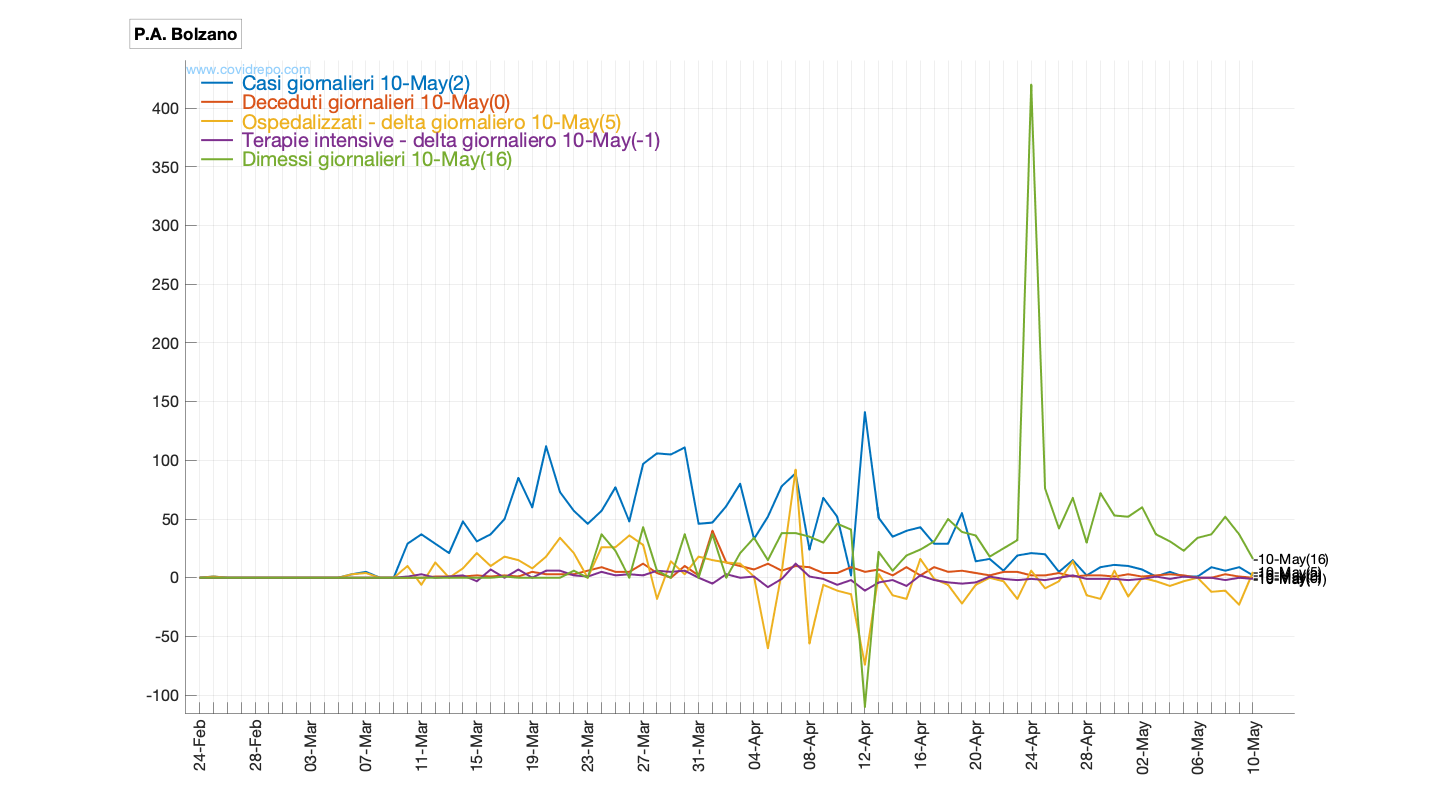 P.A. Bolzano
www.covidrepo.com
Casi giornalieri 10-May(2)
Deceduti giornalieri 10-May(0)
Ospedalizzati - delta giornaliero 10-May(5)
Terapie intensive - delta giornaliero 10-May(-1)
Dimessi giornalieri 10-May(16)
400
350
300
250
200
150
100
50
0
-50
-100
10-May(16)
10-May(5)
24-Feb
28-Feb
03-Mar
07-Mar
11-Mar
15-Mar
19-Mar
23-Mar
27-Mar
31-Mar
04-Apr
08-Apr
12-Apr
16-Apr
20-Apr
24-Apr
28-Apr
02-May
06-May
10-May